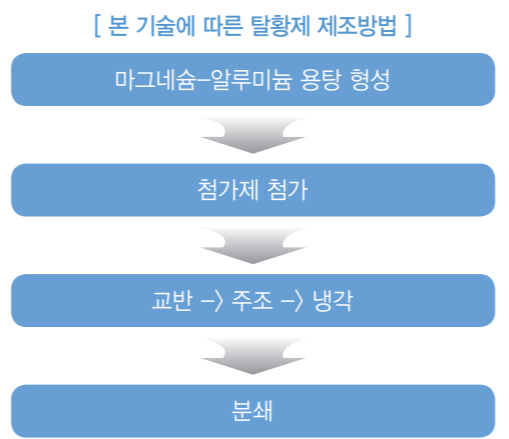 [ 본 기술에 따른 탈황제 제조방법 ]
마그네슘-알루미늄 용탕 형성
첨가제 첨가
교반 -> 주조 -> 냉각
분쇄